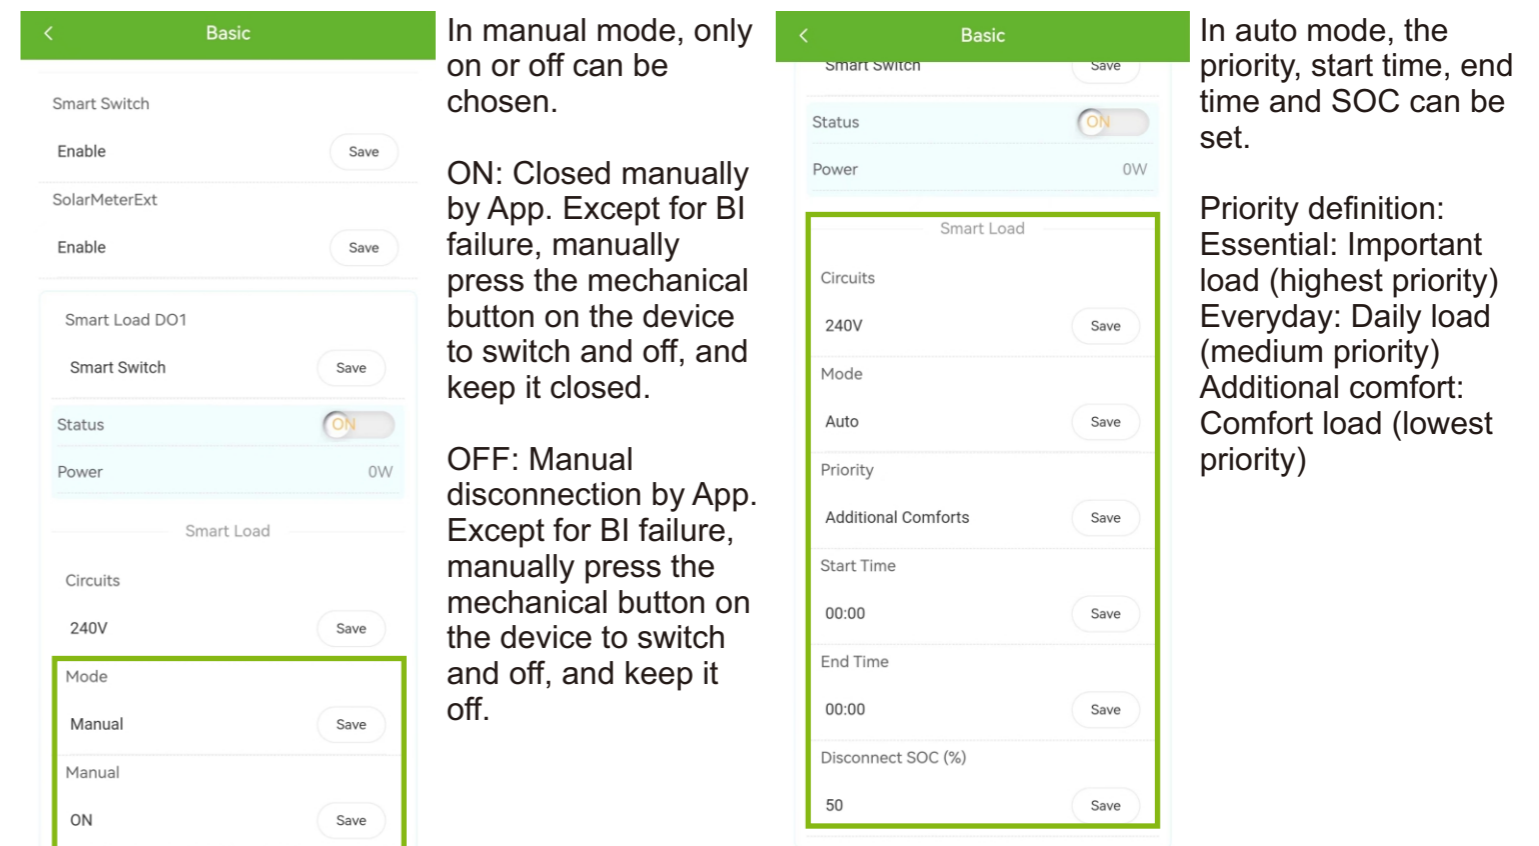 Basic
Smart Switch
Enable
Save
SolarMeterExt
Enable
Save
Smart Load DO1
Smart Switch
Save
Status
ON
Power
0W
Smart Load
Circuits
240V
Save
Mode
Manual
Save
Manual
ON
Save
In manual mode, only
on or off can be
chosen.
ON: Closed manually
by App. Except for BI
failure, manually
press the mechanical
button on the device
to switch and off, and
keep it closed.
OFF: Manual
disconnection by App.
Except for BI failure,
manually press the
mechanical button on
the device to switch
and off, and keep it
off.
Basic
Smart Switch
Save
Status
ON
Power
0W
Smart Load
Circuits
240V
Save
Mode
Auto
Save
Priority
Additional Comforts
Save
Start Time
00:00
Save
End Time
00:00
Save
Disconnect SOC (%)
50
Save
In auto mode, the
priority, start time, end
time and SOC can be
set.
Priority definition:
Essential: Important
load (highest priority)
Everyday: Daily load
(medium priority)
Additional comfort:
Comfort load (lowest
priority)